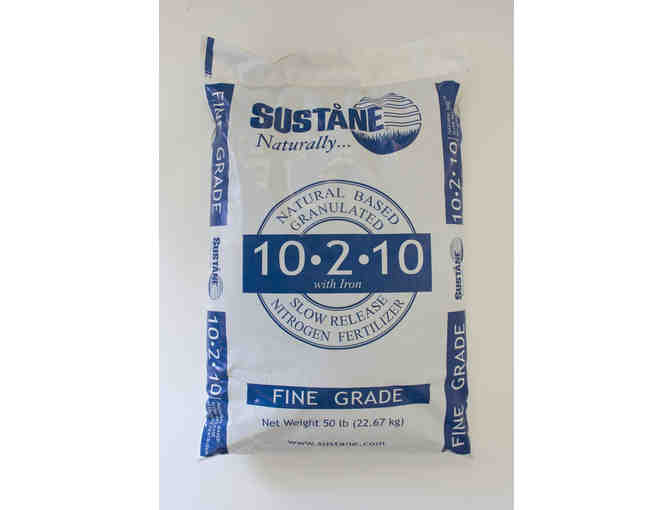 SUSTÅNE
Naturally...
NATURAL BASED
GRANULATED
10•2•10
with Iron
SLOW RELEASE
NITROGEN FERTILIZER
FINE GRADE
Net Weight 50 lb (22.67 kg)
www.sustane.com
FINE GRADE
SUSTÅNE
10•2•10
10•2•10
SUSTÅNE
FINE GRADE